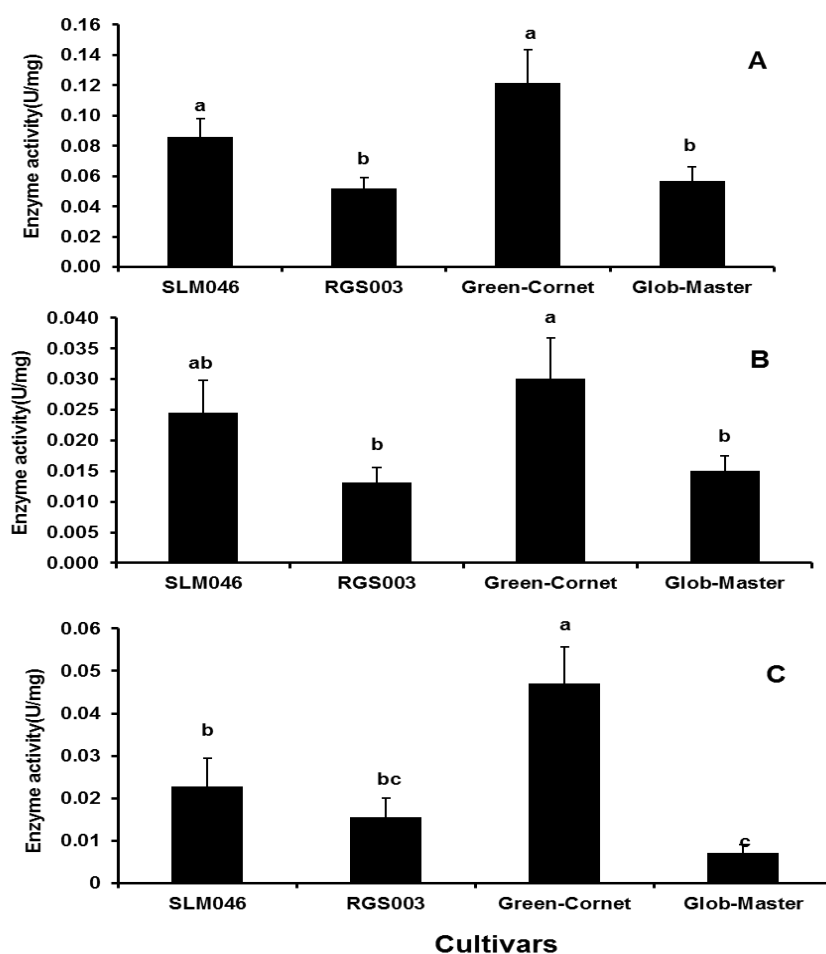 0.16
0.14
0.12
0.10
0.08
0.06
0.04
0.02
0.00
Enzyme activity(U/mg)
a
b
a
b
A
SLM046 RGS003 Green-Cornet Glob-Master
0.040
0.035
0.030
0.025
0.020
0.015
0.010
0.005
0.000
Enzyme activity(U/mg)
ab
b
a
b
B
SLM046 RGS003 Green-Cornet Glob-Master
0.06
0.05
0.04
0.03
0.02
0.01
0
Enzyme activity(U/mg)
b
bc
a
c
C
SLM046 RGS003 Green-Cornet Glob-Master
Cultivars